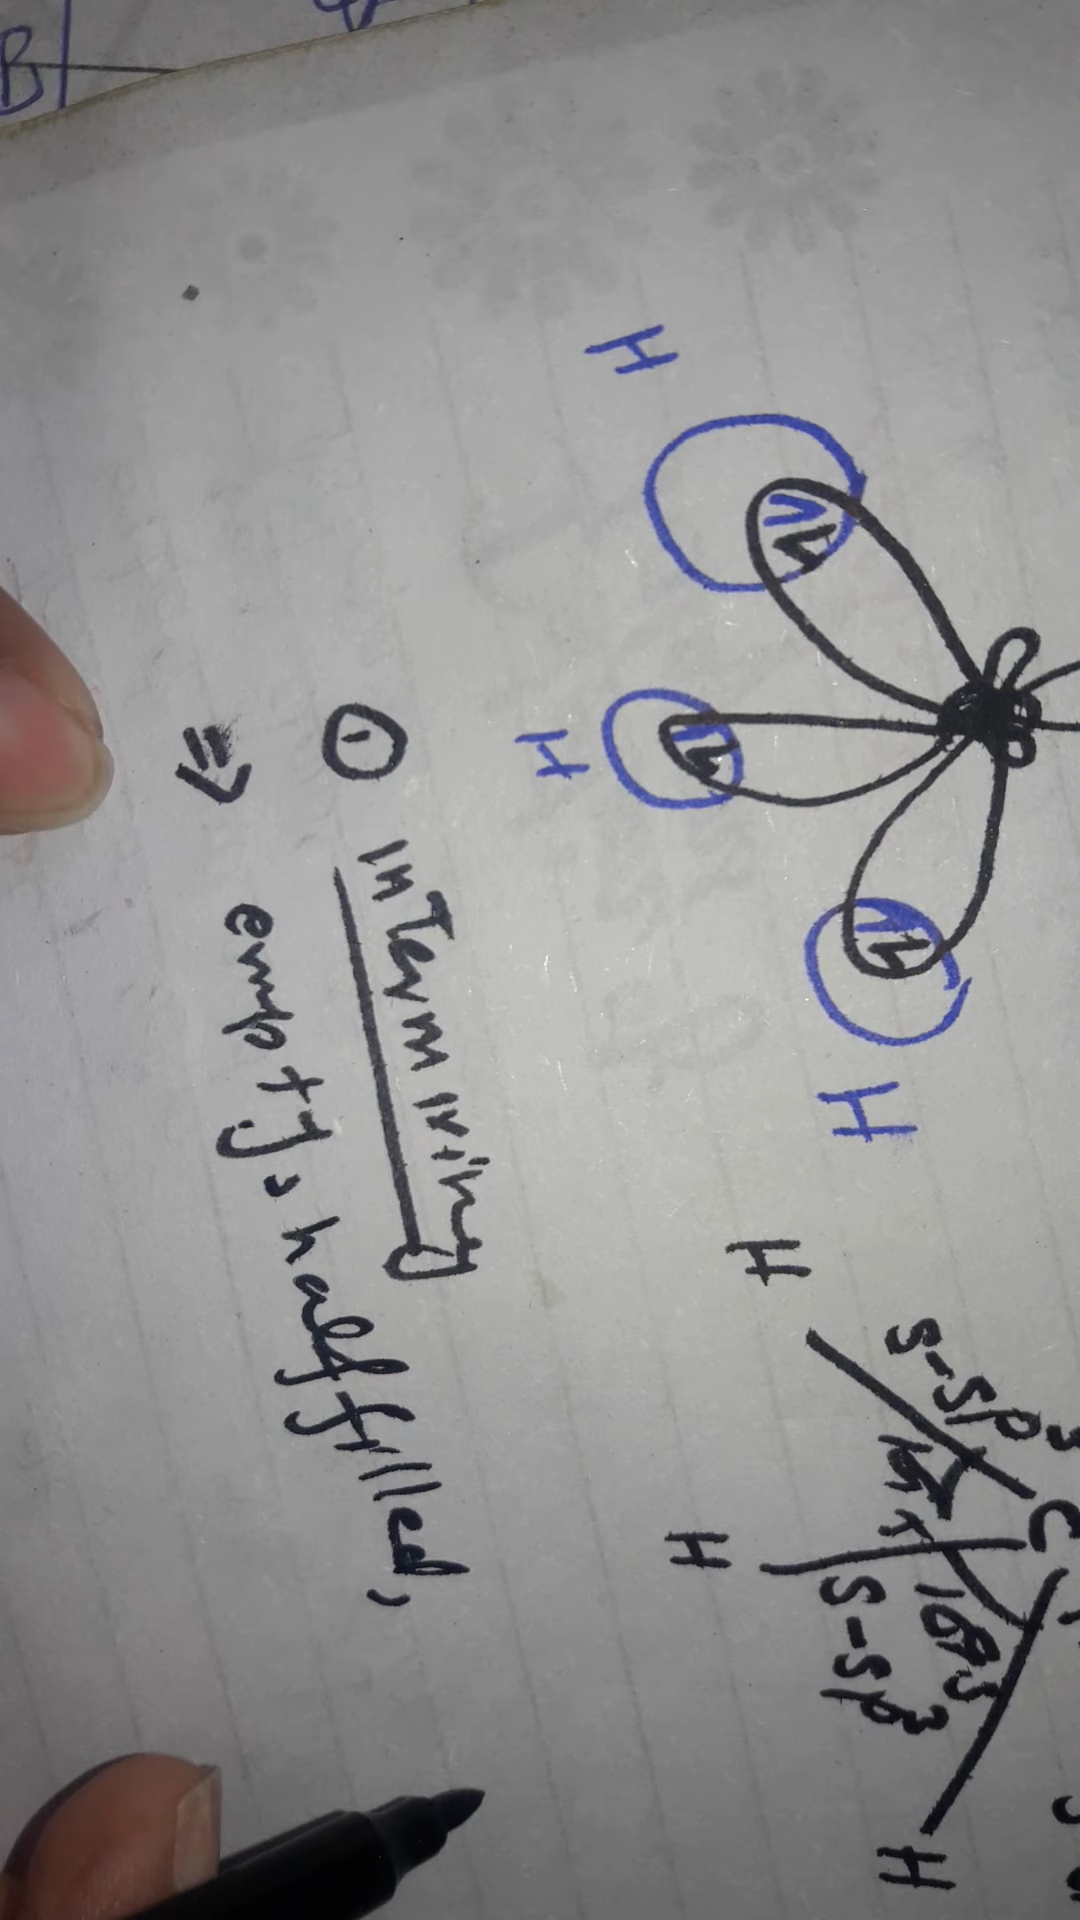 H
H
H
H
S-Sp3
C
109.5
H
S-Sp3
H
① InTermixing
⇒ empty, half filled,
B